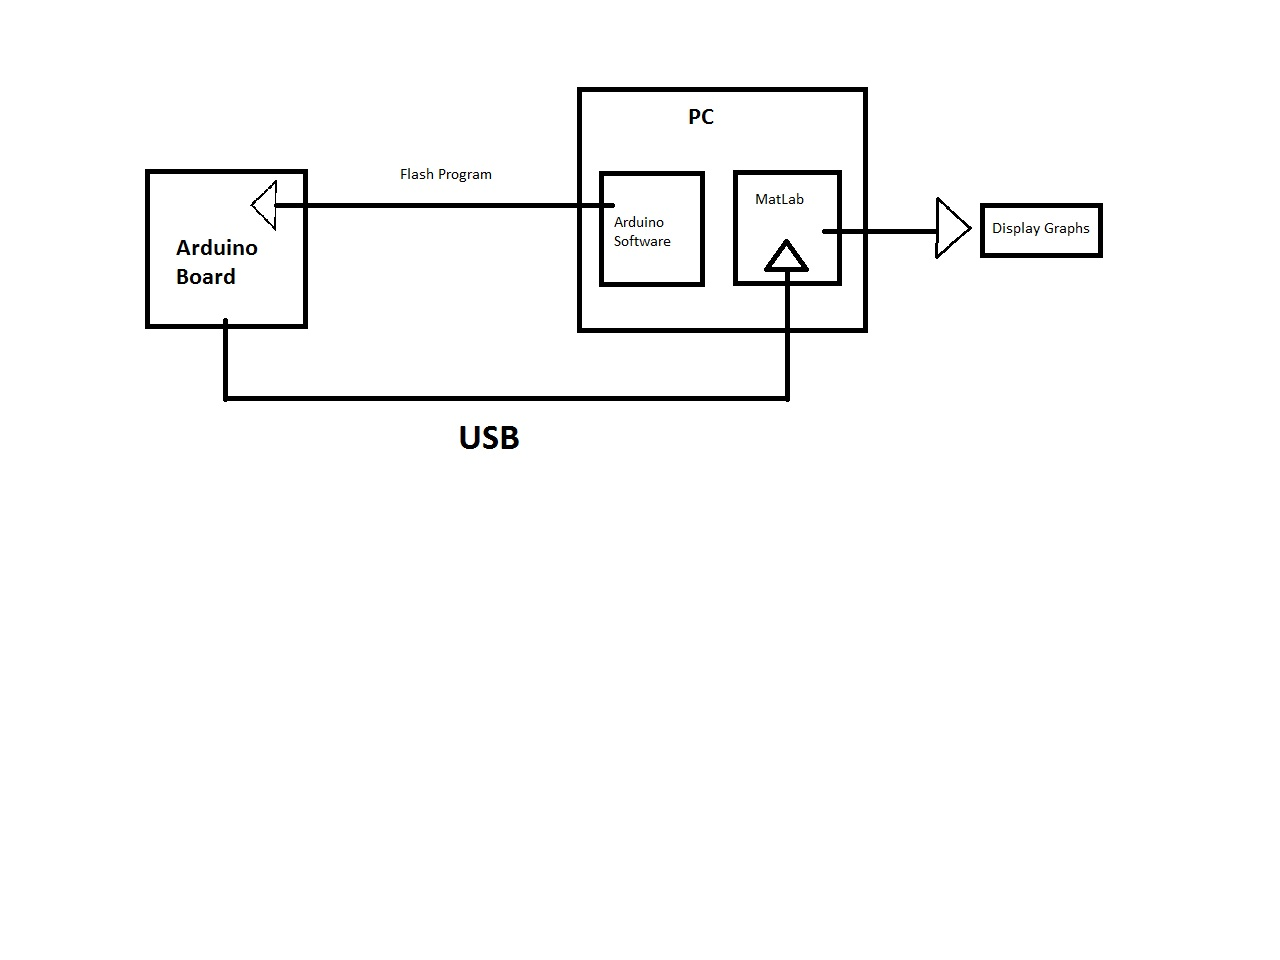 PC
Flash Program
Arduino
Board
Arduino
Software
MatLab
Display Graphs
USB